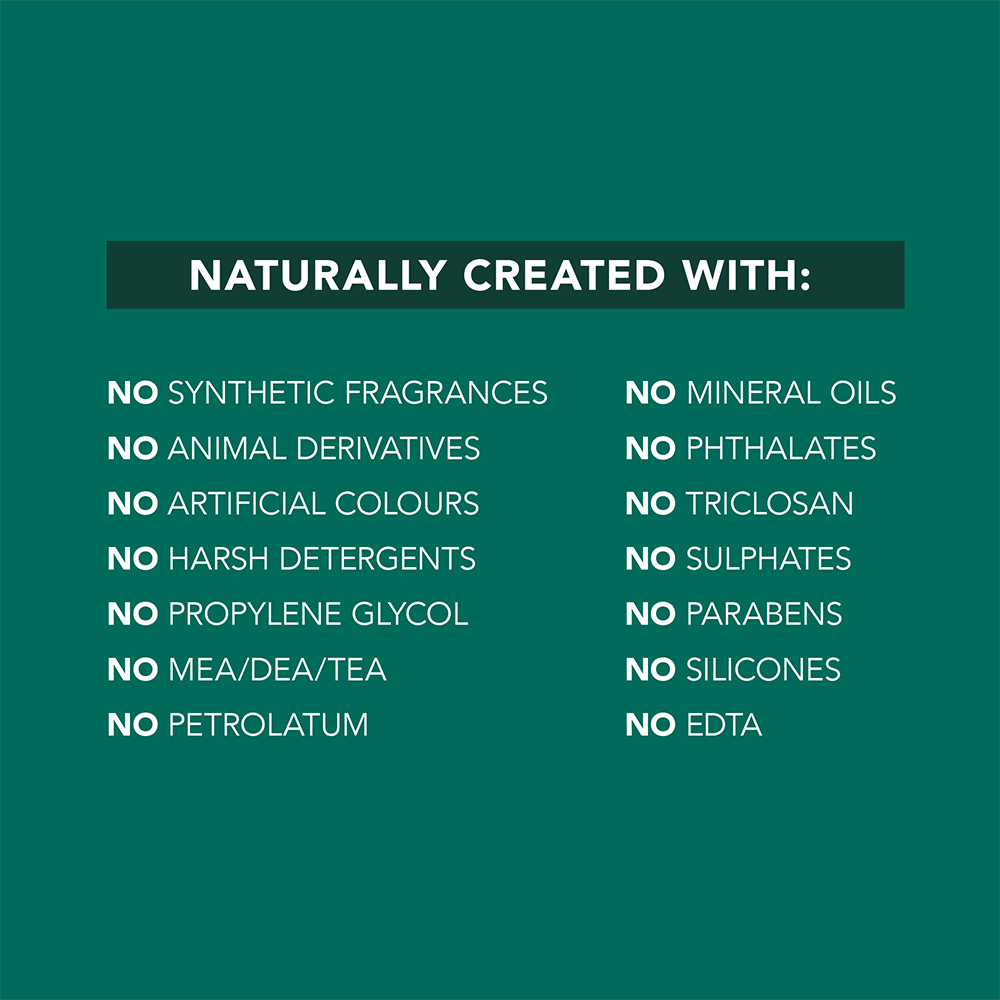 NATURALLY CREATED WITH:
NO SYNTHETIC FRAGRANCES
NO ANIMAL DERIVATIVES
NO ARTIFICIAL COLOURS
NO HARSH DETERGENTS
NO PROPYLENE GLYCOL
NO MEA/DEA/TEA
NO PETROLATUM
NO MINERAL OILS
NO PHTHALATES
NO TRICLOSAN
NO SULPHATES
NO PARABENS
NO SILICONES
NO EDTA